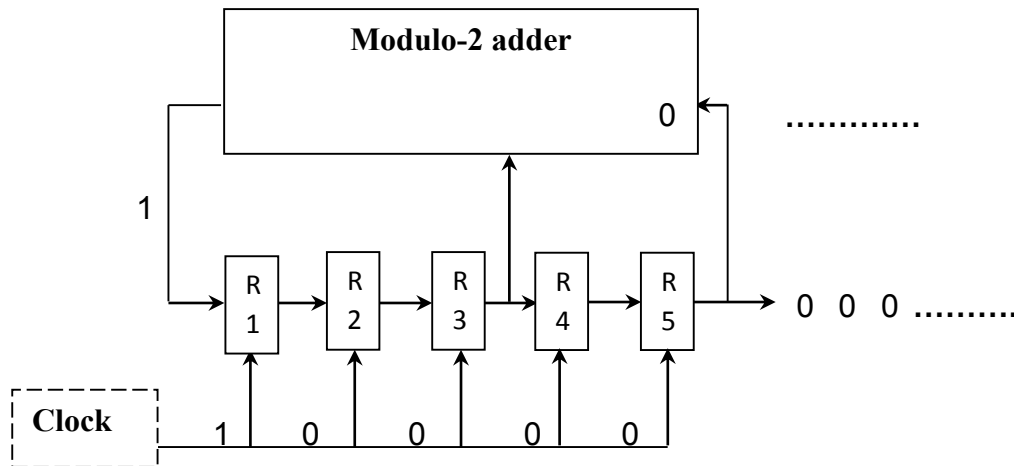 Modulo-2 adder
0
............
1
R R R R R
1 2 3 4 5
0 0 0 ...........
Clock
1 0 0 0 0